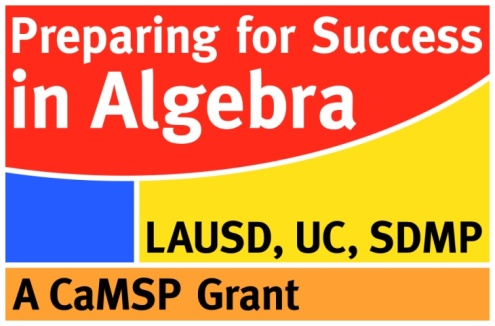 Preparing for Success
in Algebra
LAUSD, UC, SDMP
A CaMSP Grant